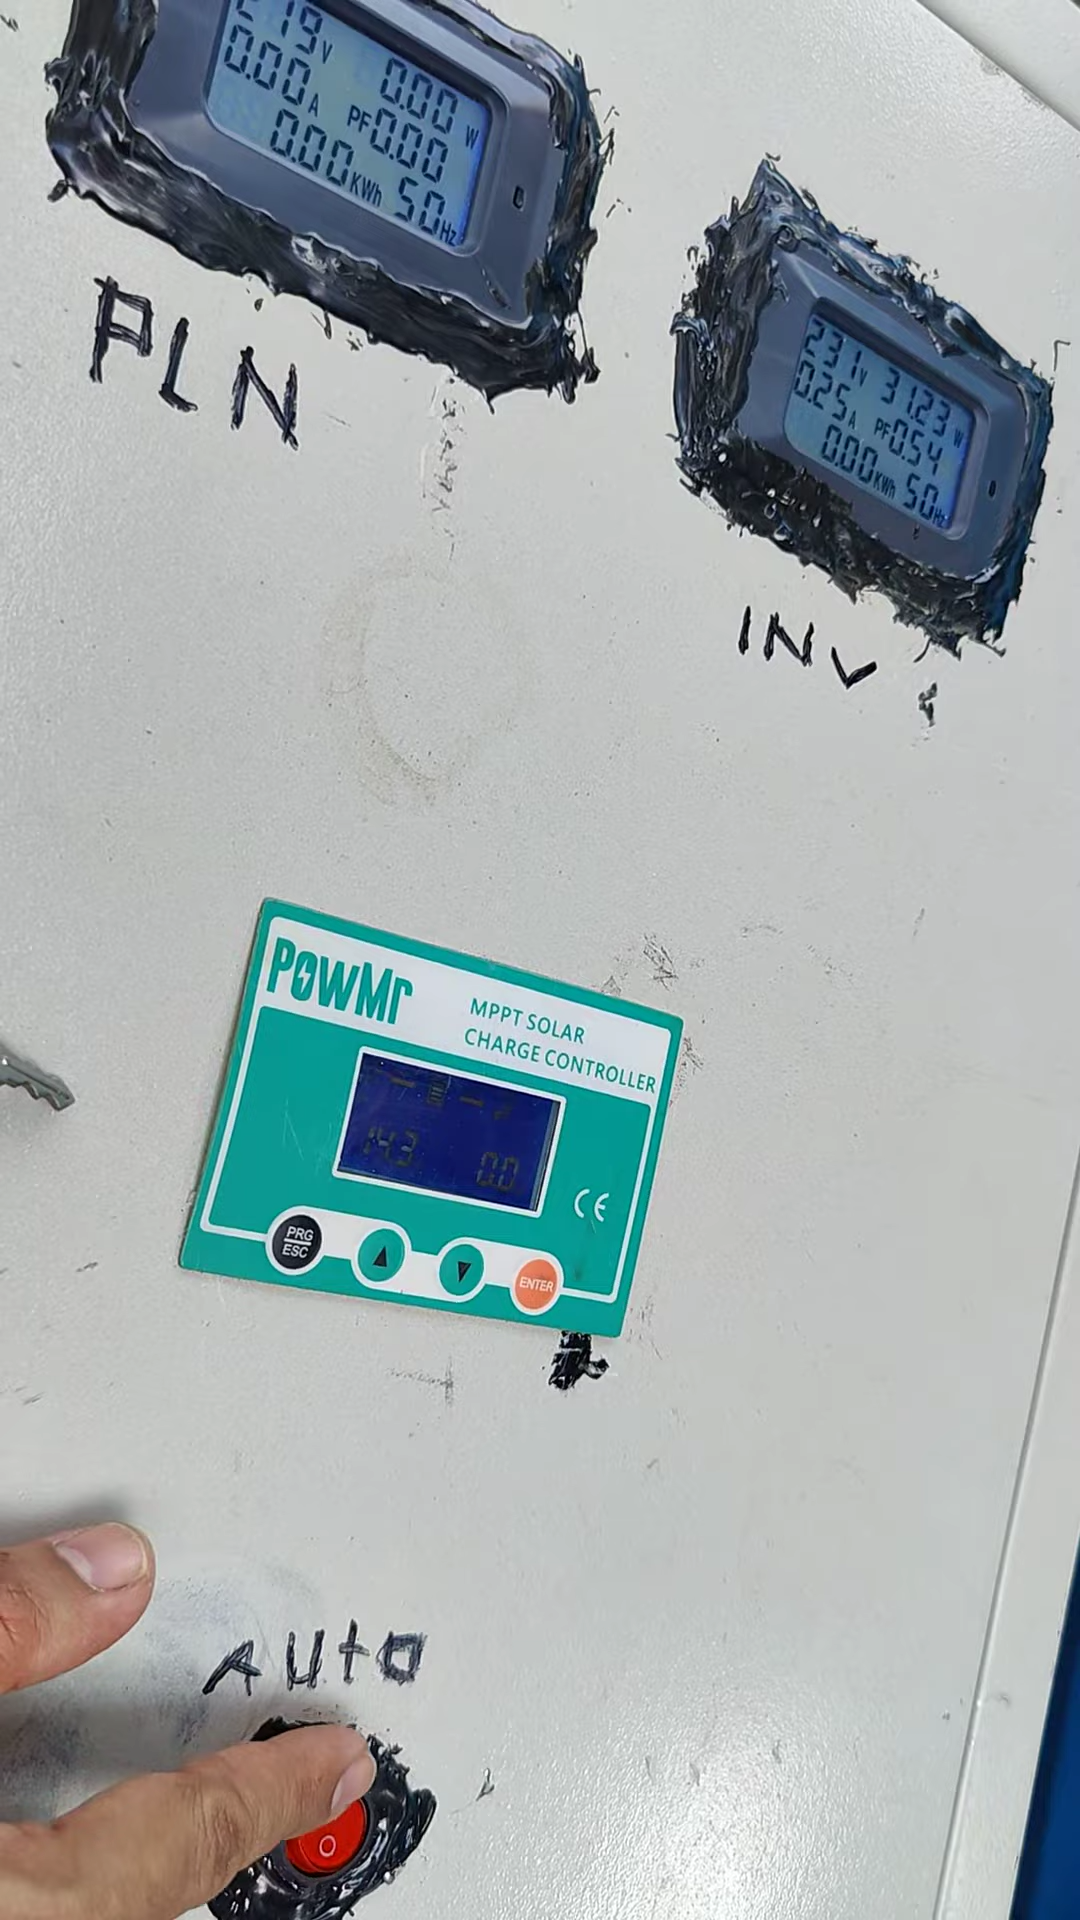 219V 0.00W
0.00A PF0.00
0.00KWh 50Hz
PLN
231V 31.23W
0.25A PF0.54
0.00KWh 50Hz
INV
PowMr
MPPT SOLAR
CHARGE CONTROLLER
14.3 0.0
CE
PRG
ESC
ENTER
AUtO